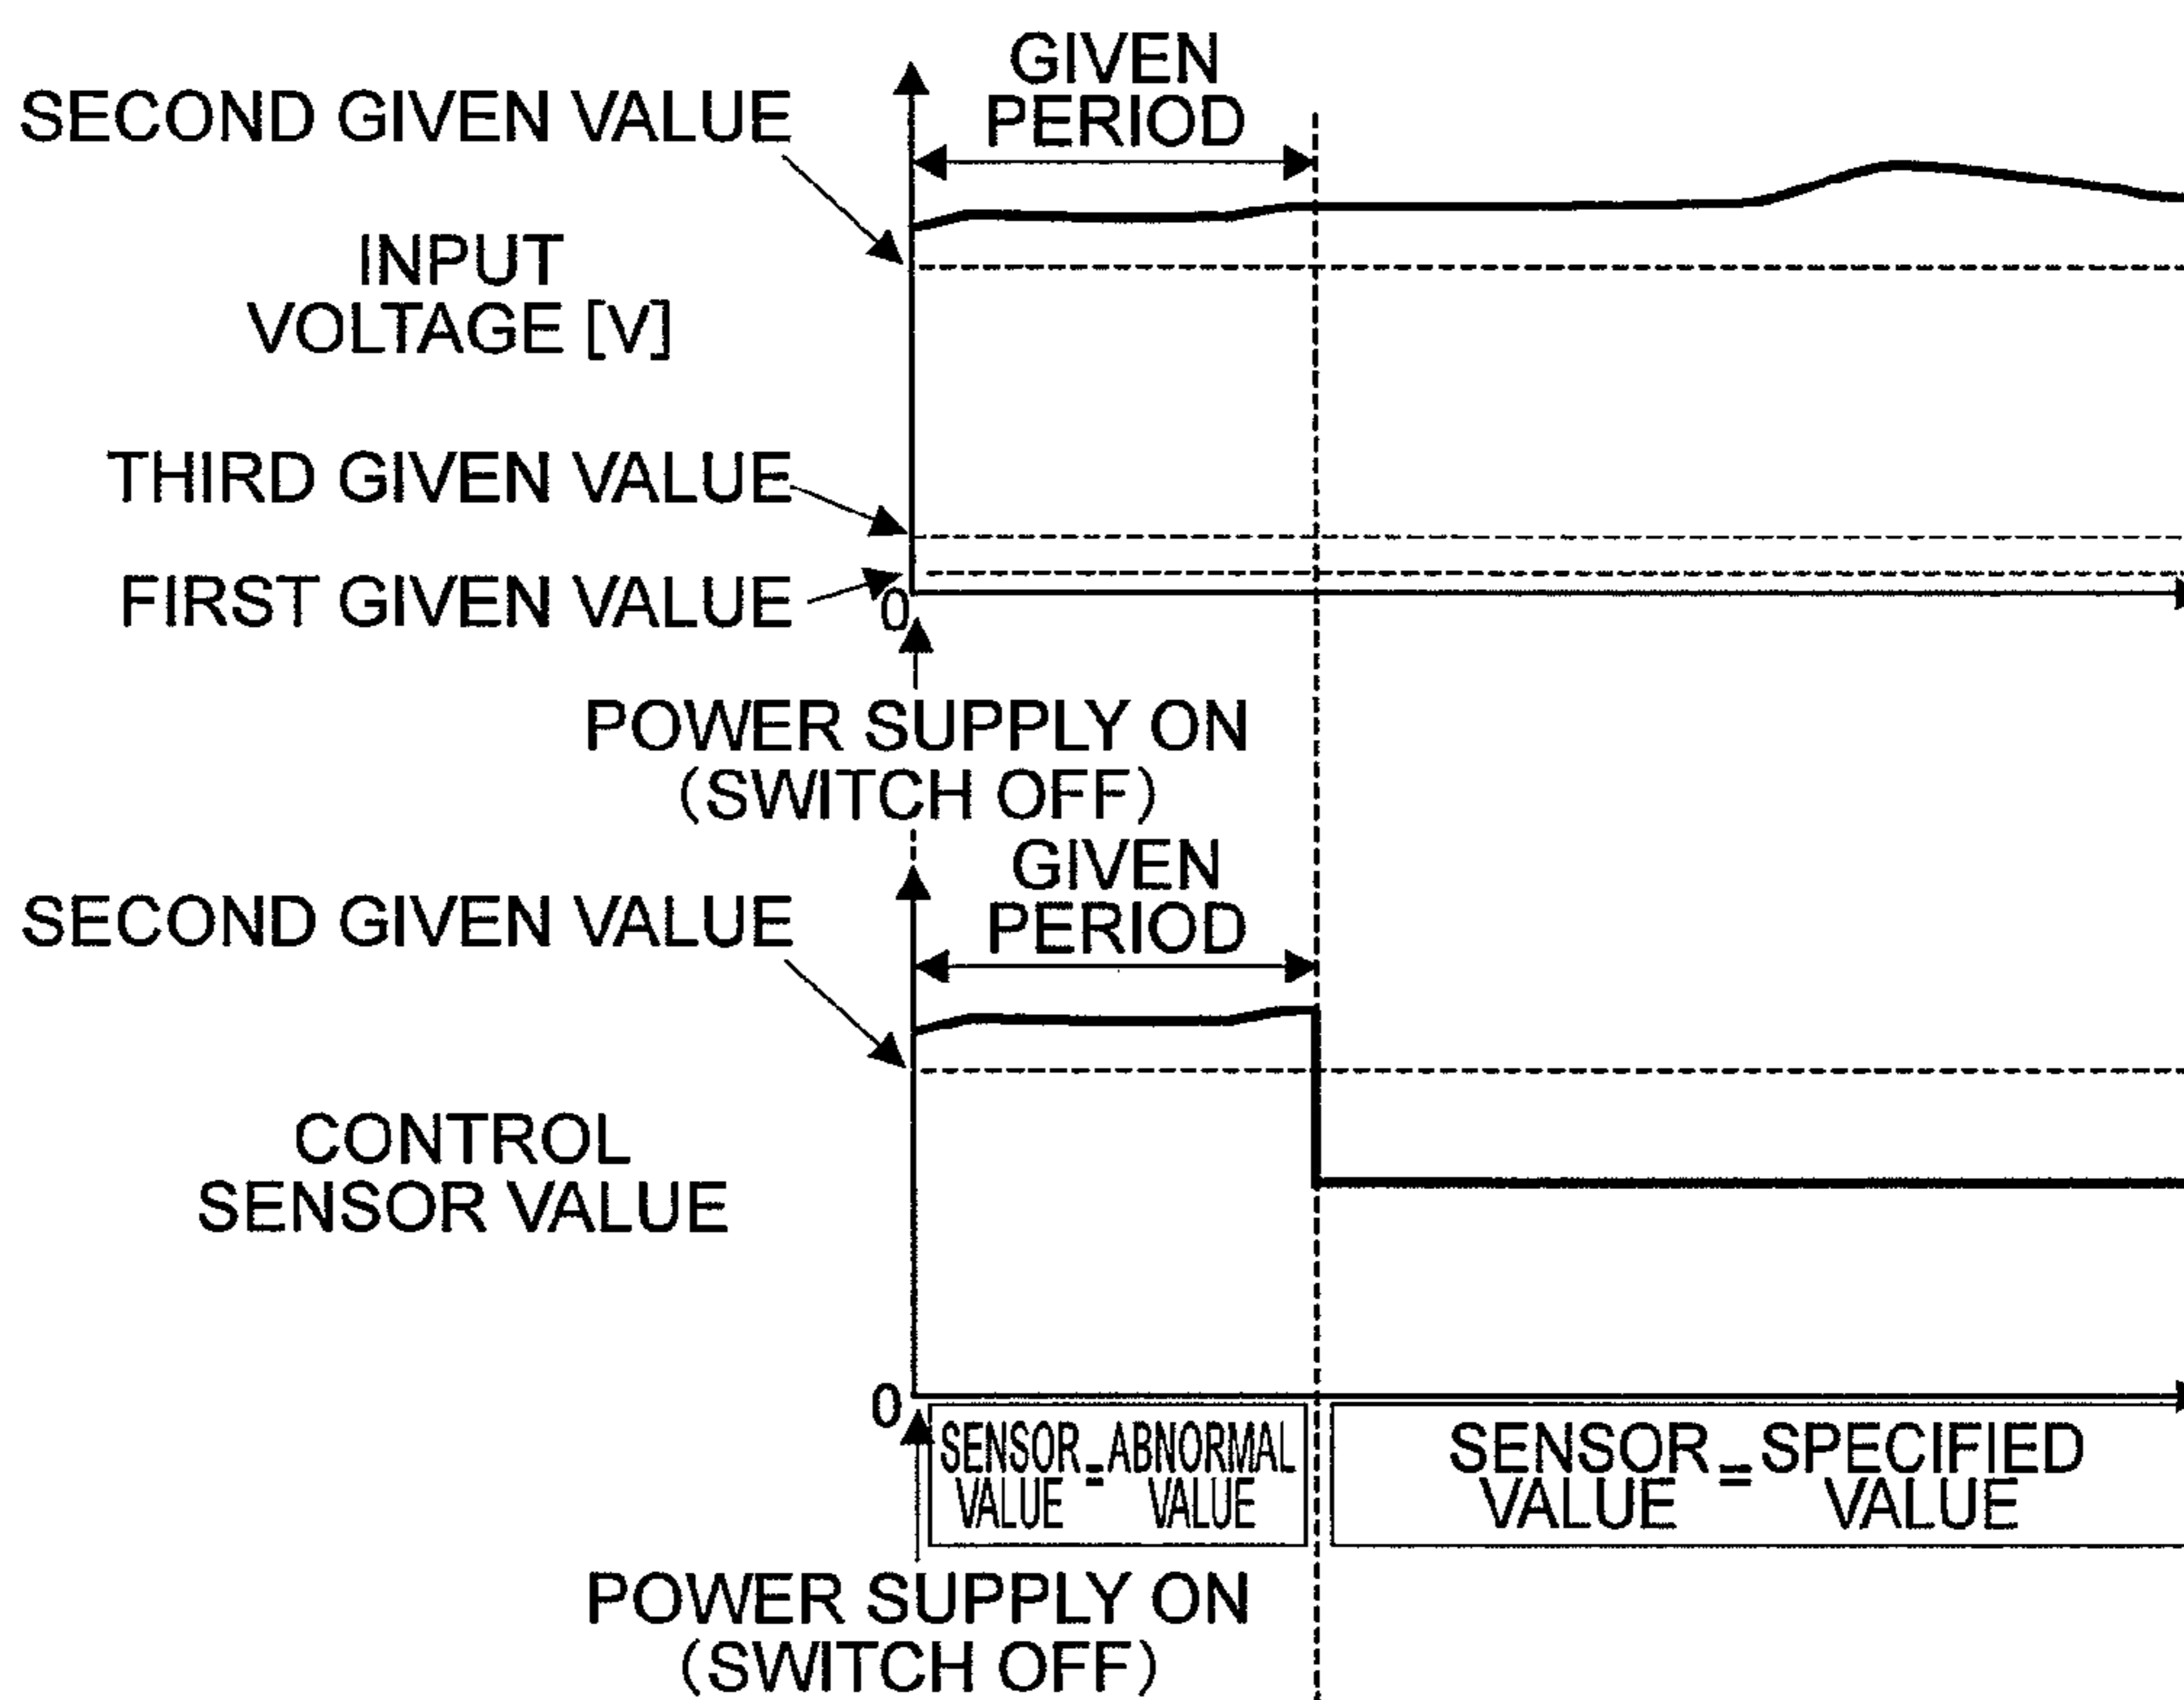 GIVEN
PERIOD
SECOND GIVEN VALUE
INPUT
VOLTAGE [V]
THIRD GIVEN VALUE
FIRST GIVEN VALUE
0
POWER SUPPLY ON
(SWITCH OFF)
GIVEN
PERIOD
SECOND GIVEN VALUE
CONTROL
SENSOR VALUE
0
SENSOR = ABNORMAL
VALUE VALUE
SENSOR = SPECIFIED
VALUE VALUE
POWER SUPPLY ON
(SWITCH OFF)